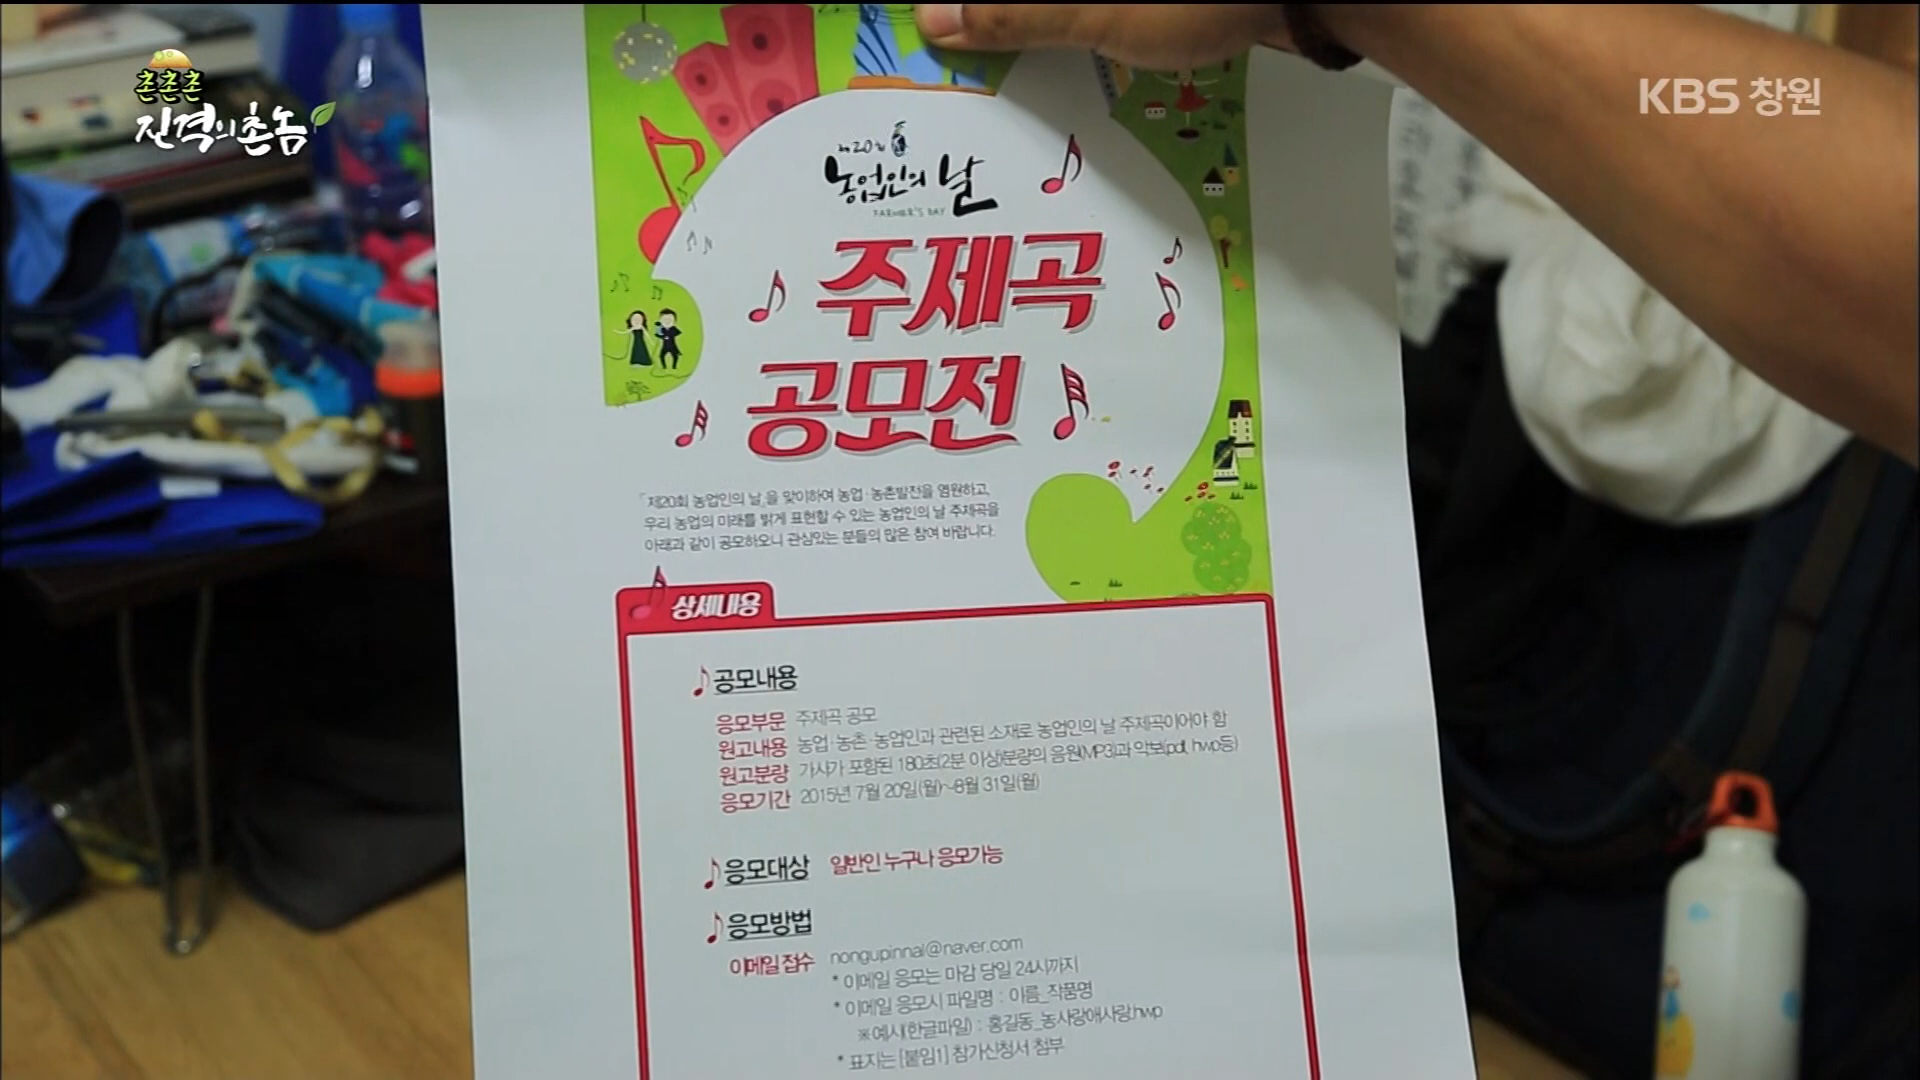 촌촌촌
진격의 촌놈
KBS 창원
제20회
농업인의 날
FARMER'S DAY
주제곡
공모전
『제20회 농업인의 날』을 맞이하여 농업·농촌발전을 염원하고,
우리 농업의 미래를 밝게 표현할 수 있는 농업인의 날 주제곡을
아래과 같이 공모하오니 관심있는 분들의 많은 참여 바랍니다.
상세내용
공모내용
응모부문 주제곡 공모
원고내용 농업·농촌·농업인과 관련된 소재로 농업인의 날 주제곡이어야 함
원고분량 가사가 포함된 180초(2분 이상)분량의 음원(MP3)과 악보(pdf, hwp등)
응모기간 2015년 7월 20일(월)~8월 31일(월)
응모대상 일반인 누구나 응모가능
응모방법
이메일 접수 nongupinnal@naver.com
* 이메일 응모는 마감 당일 24시까지
* 이메일 응모시 파일명 : 이름_작품명
※예시(한글파일) : 홍길동_농사랑애사랑.hwp
* 표지는 [붙임1] 참가신청서 첨부